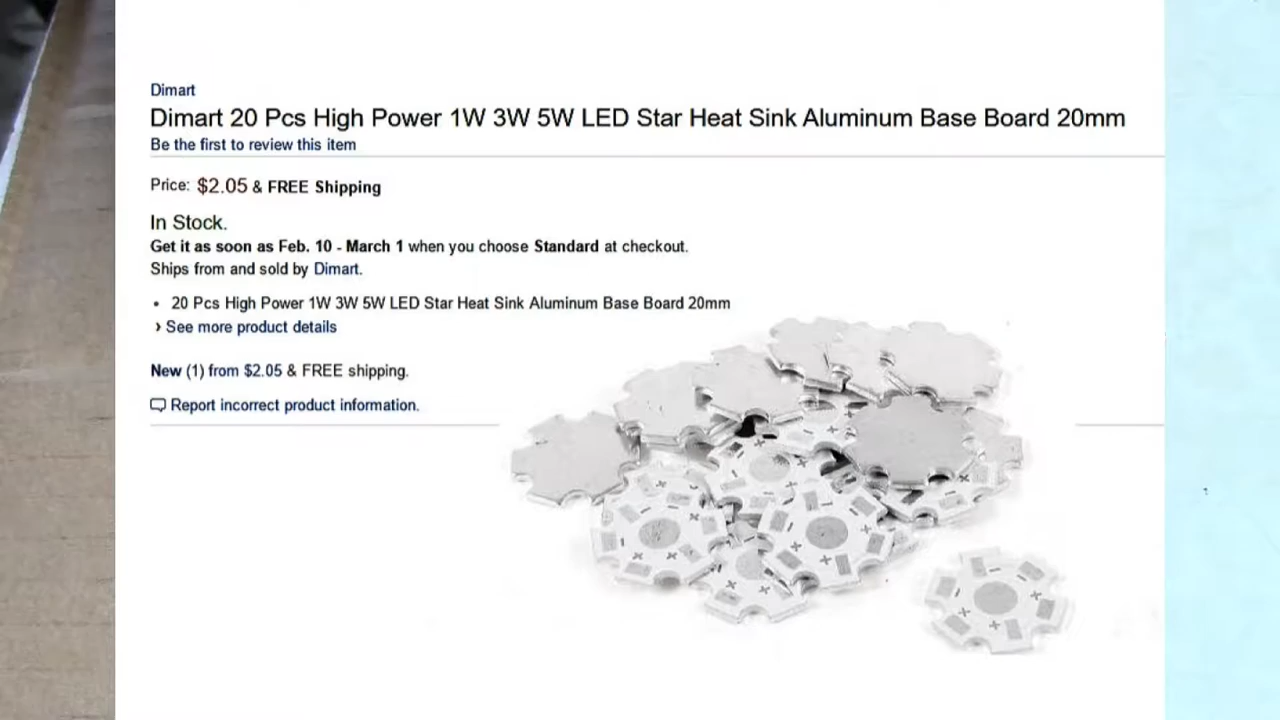 Dimart
Dimart 20 Pcs High Power 1W 3W 5W LED Star Heat Sink Aluminum Base Board 20mm
Be the first to review this item
Price: $2.05 & FREE Shipping
In Stock.
Get it as soon as Feb. 10 - March 1 when you choose Standard at checkout.
Ships from and sold by Dimart.
• 20 Pcs High Power 1W 3W 5W LED Star Heat Sink Aluminum Base Board 20mm
› See more product details
New (1) from $2.05 & FREE shipping.
Report incorrect product information.